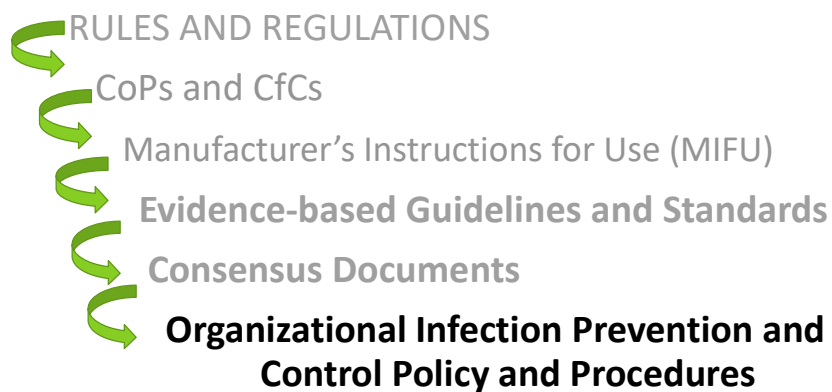 RULES AND REGULATIONS
CoPs and CfCs
Manufacturer’s Instructions for Use (MIFU)
Evidence-based Guidelines and Standards
Consensus Documents
Organizational Infection Prevention and
Control Policy and Procedures